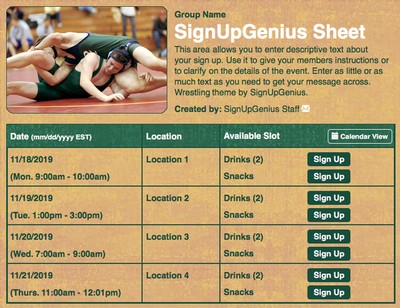 Group Name
SignUpGenius Sheet
This area allows you to enter descriptive text about
your sign up. Use it to give your members instructions or
to clarify on the details of the event. Enter as little or as
much text as you need to get your message across.
Wrestling theme by SignUpGenius.
Created by: SignUpGenius Staff
Date (mm/dd/yyyy EST) Location Available Slot Calendar View
11/18/2019 Location 1 Drinks (2) Sign Up
(Mon. 9:00am - 10:00am) Snacks Sign Up
11/19/2019 Location 2 Drinks (2) Sign Up
(Tue. 1:00pm - 3:00pm) Snacks Sign Up
11/20/2019 Location 3 Drinks (2) Sign Up
(Wed. 7:00am - 9:00am) Snacks Sign Up
11/21/2019 Location 4 Drinks (2) Sign Up
(Thurs. 11:00am - 12:01pm) Snacks Sign Up